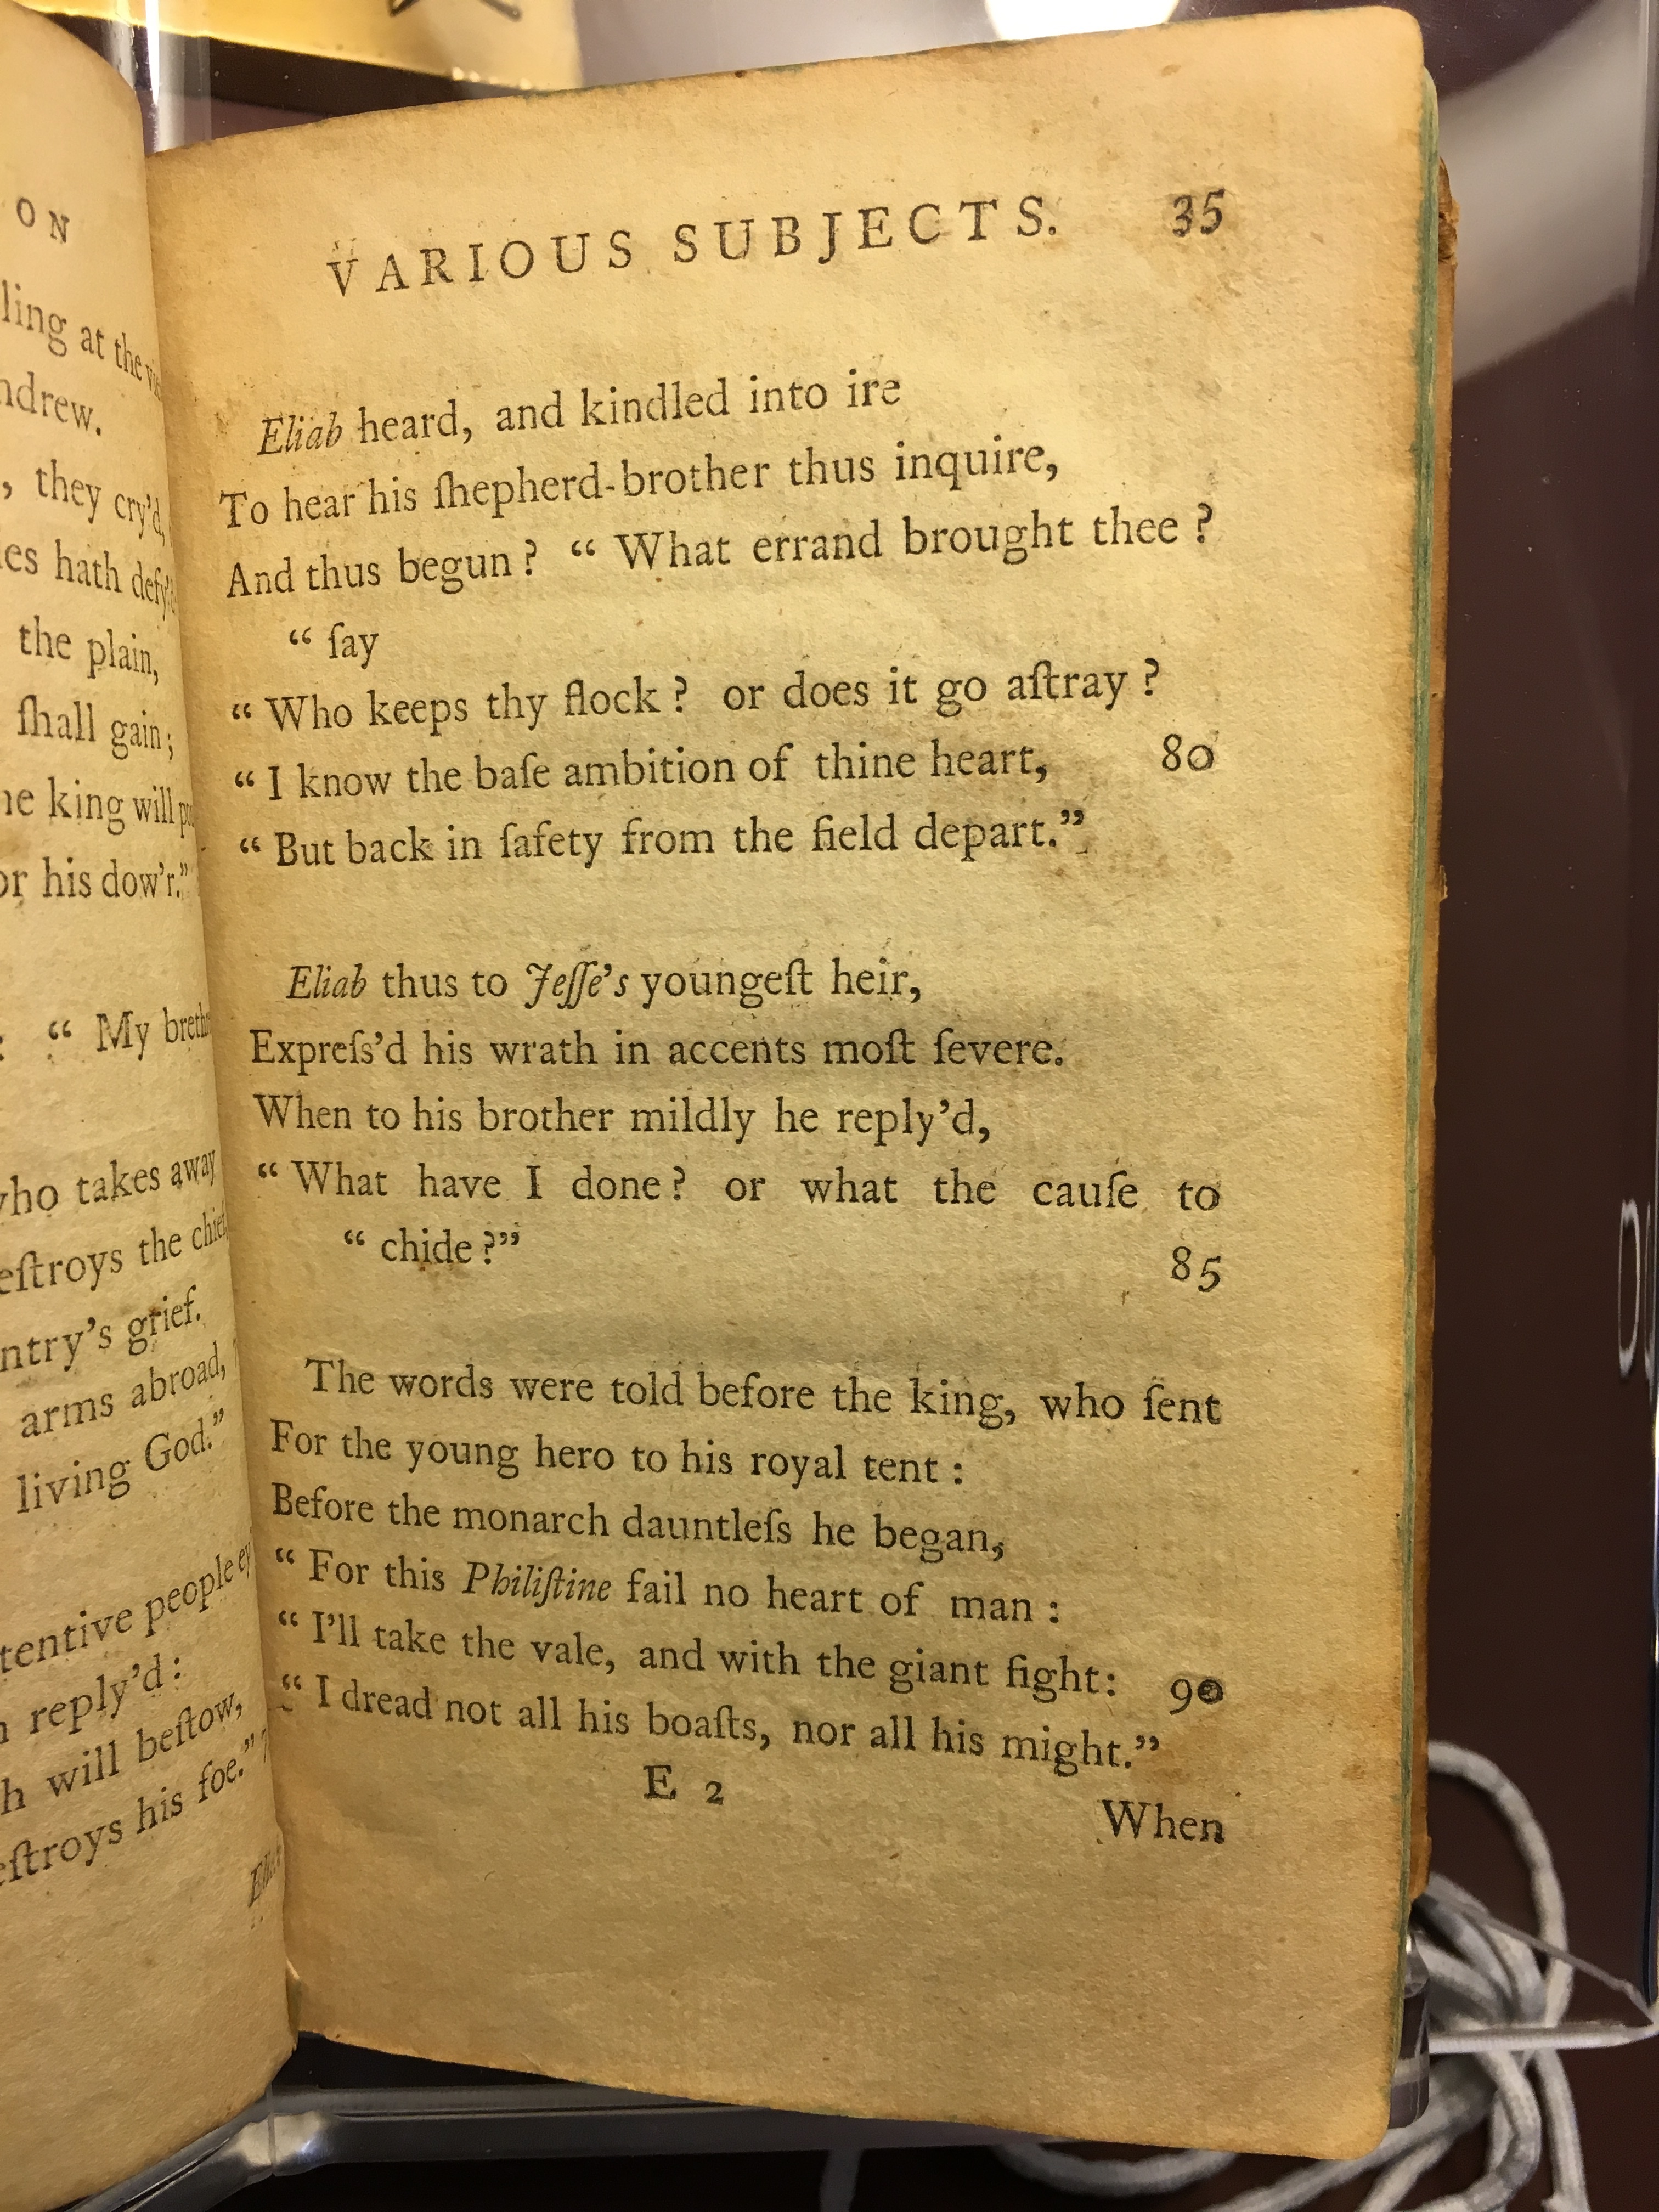 ON
ling at the
ndrew.
, they cry'd,
es hath defy'd
the plain,
ſhall gain;
he king will
or his dow'r."
: " My
who takes away
eſtroys the chief,
ntry's grief.
arms abroad,
living God."
tentive people
reply'd:
h will beſtow,
eſtroys his foe."
VARIOUS SUBJECTS. 35
Eliab heard, and kindled into ire
To hear his ſhepherd-brother thus inquire,
And thus begun? “ What errand brought thee?
“ ſay
“ Who keeps thy flock? or does it go aſtray?
“ I know the baſe ambition of thine heart, 80
“ But back in ſafety from the field depart.”
Eliab thus to Jeſſe’s youngeſt heir,
Expreſs’d his wrath in accents moſt ſevere.
When to his brother mildly he reply’d,
“ What have I done? or what the cauſe to
“ chide?” 85
The words were told before the king, who ſent
For the young hero to his royal tent:
Before the monarch dauntleſs he began,
“ For this Philiſtine fail no heart of man:
“ I’ll take the vale, and with the giant fight: 90
“ I dread not all his boaſts, nor all his might.”
E 2
When